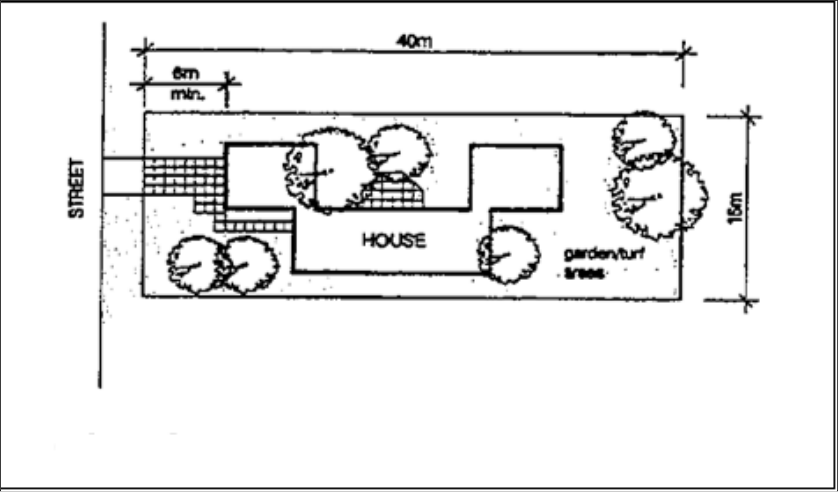 40m
6m
min.
STREET
15m
HOUSE
garden/turf
areas